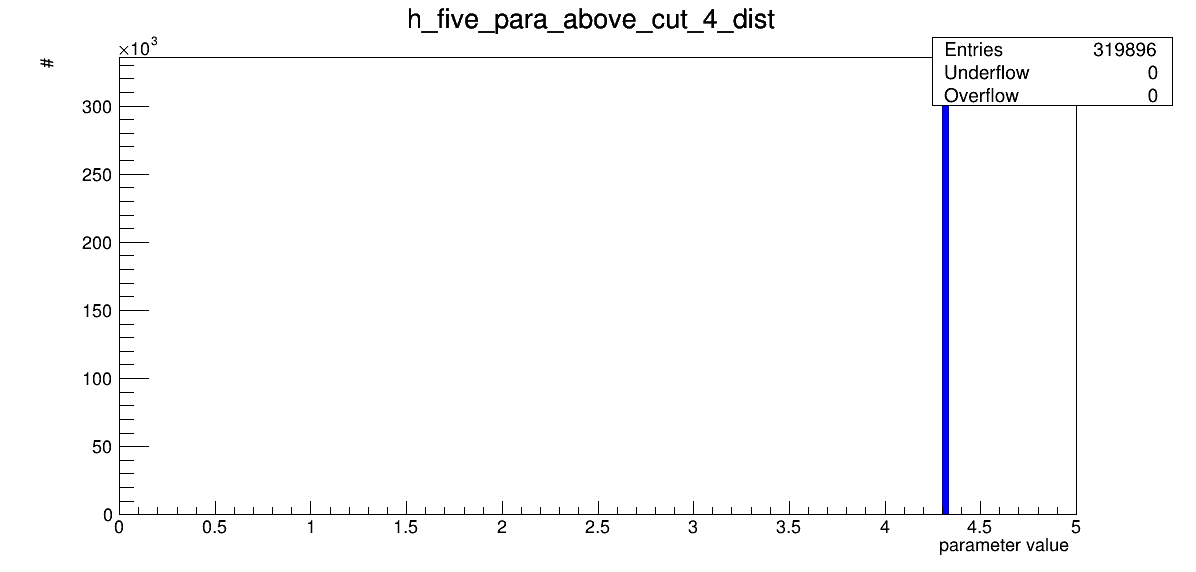 h_five_para_above_cut_4_dist
×10³
#
Entries 319896
Underflow 0
Overflow 0
300
250
200
150
100
50
0
0 0.5 1 1.5 2 2.5 3 3.5 4 4.5 5
parameter value